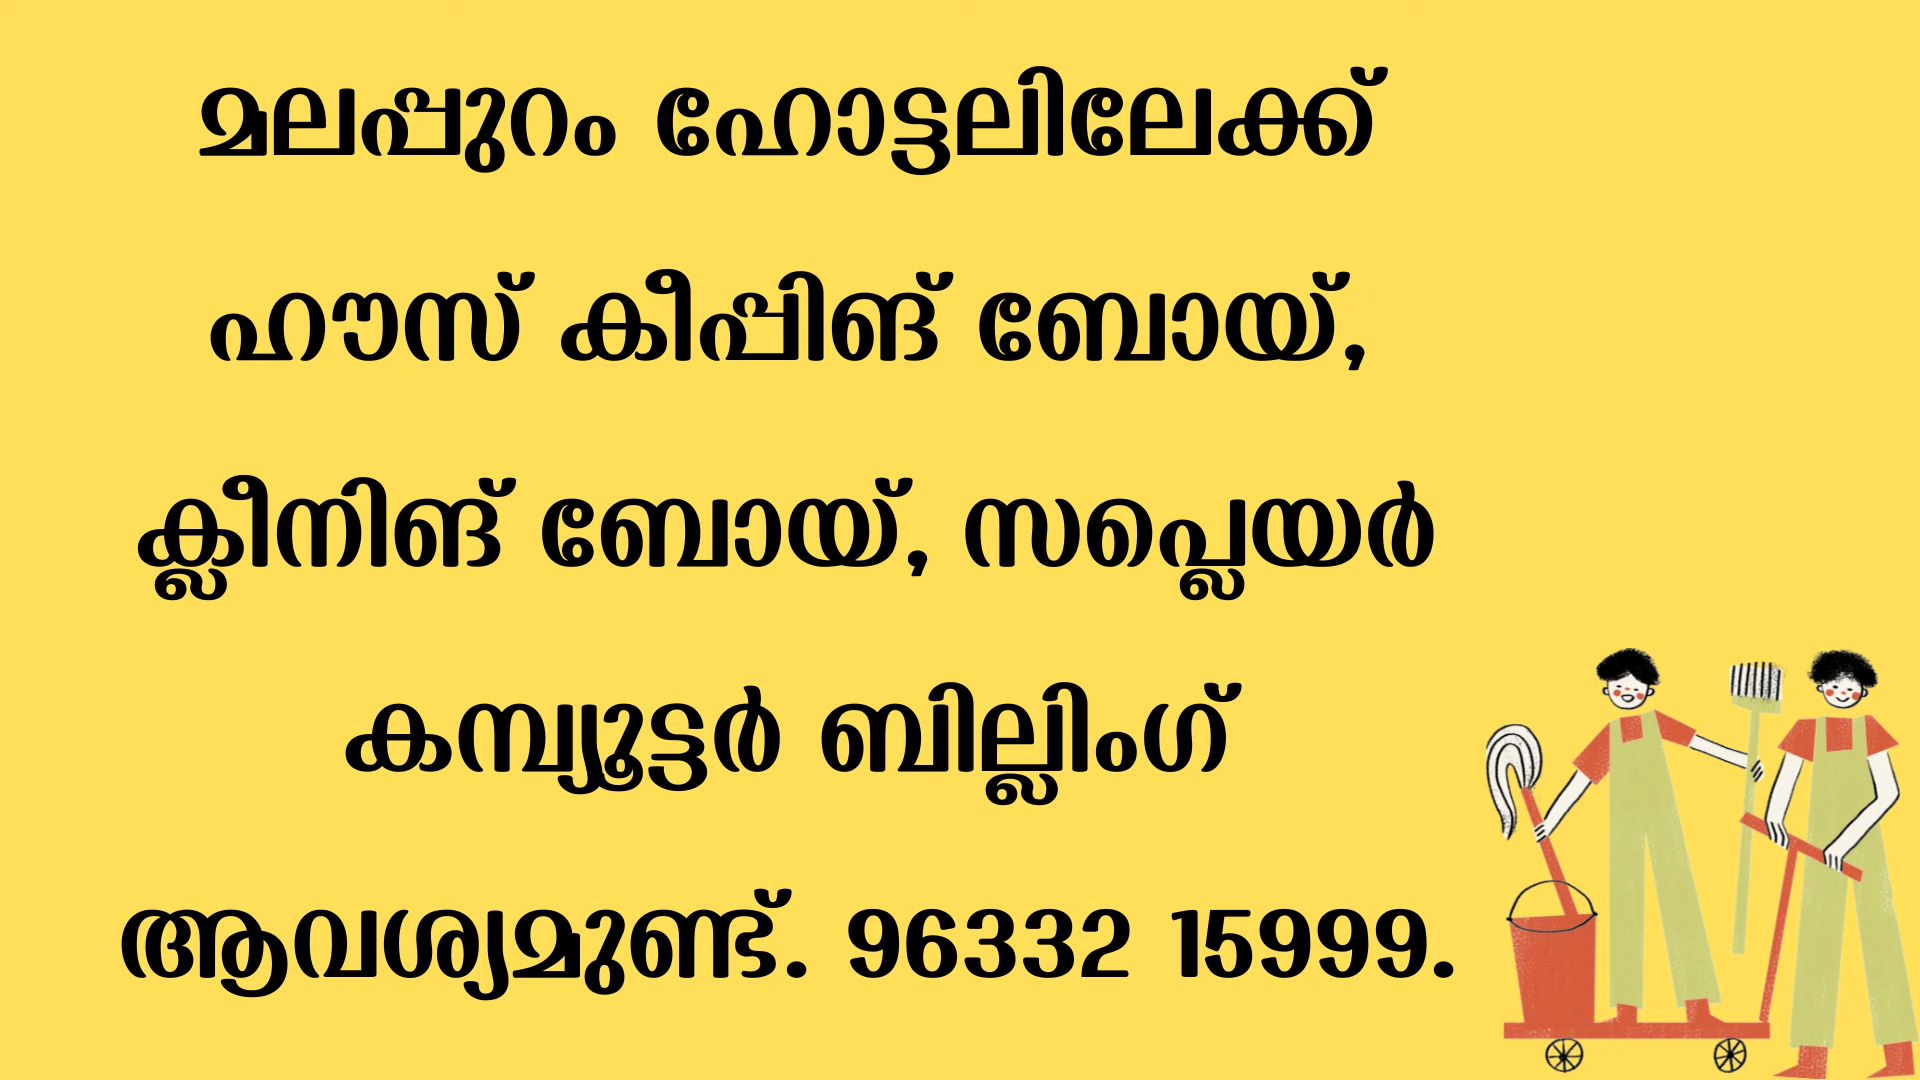 മലപ്പുറം ഹോട്ടലിലേക്ക്
ഹൗസ് കീപ്പിങ് ബോയ്,
ക്ലീനിങ് ബോയ്, സപ്ലെയർ
കമ്പ്യൂട്ടർ ബില്ലിംഗ്
ആവശ്യമുണ്ട്. 96332 15999.